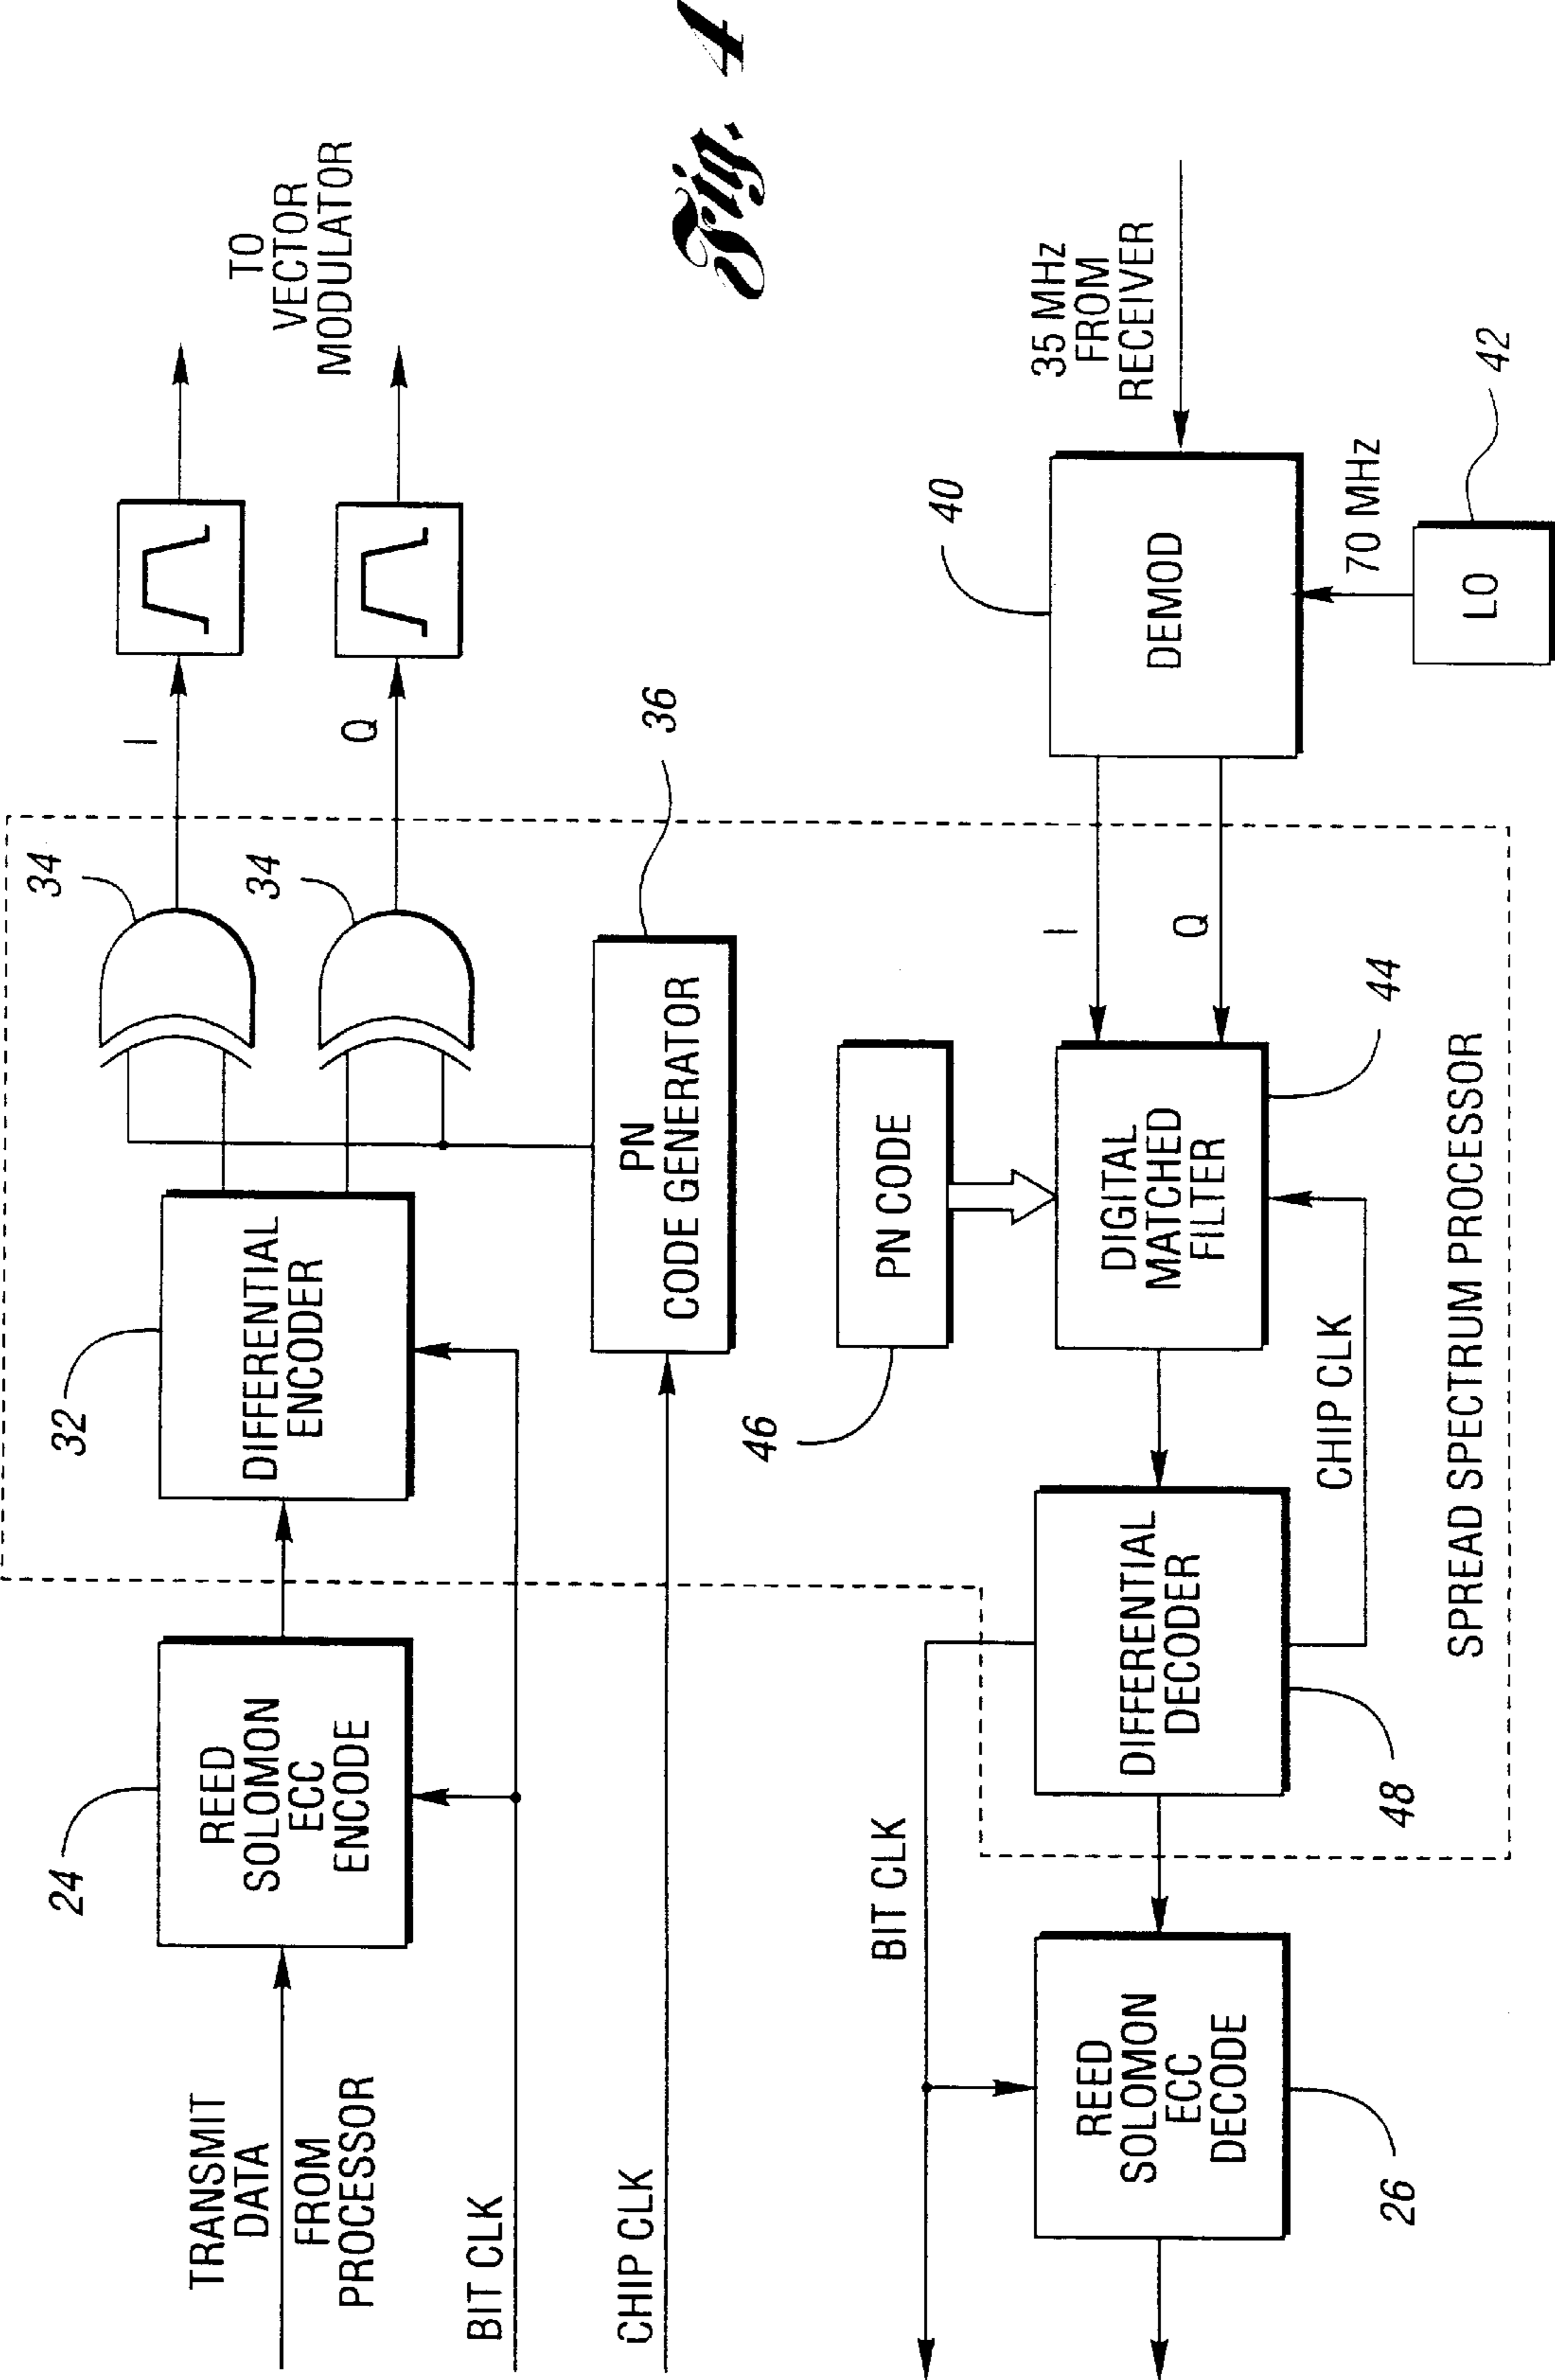 TRANSMIT
DATA
FROM
PROCESSOR
24
REED
SOLOMON
ECC
ENCODE
32
DIFFERENTIAL
ENCODER
34
34
I
Q
TO
VECTOR
MODULATOR
BIT CLK
CHIP CLK
PN
CODE GENERATOR
36
Fig. 4
46
PN CODE
BIT CLK
REED
SOLOMON
ECC
DECODE
26
DIFFERENTIAL
DECODER
48
CHIP CLK
DIGITAL
MATCHED
FILTER
44
I
Q
40
DEMOD
35 MHz
FROM
RECEIVER
70 MHz
LO
42
SPREAD SPECTRUM PROCESSOR